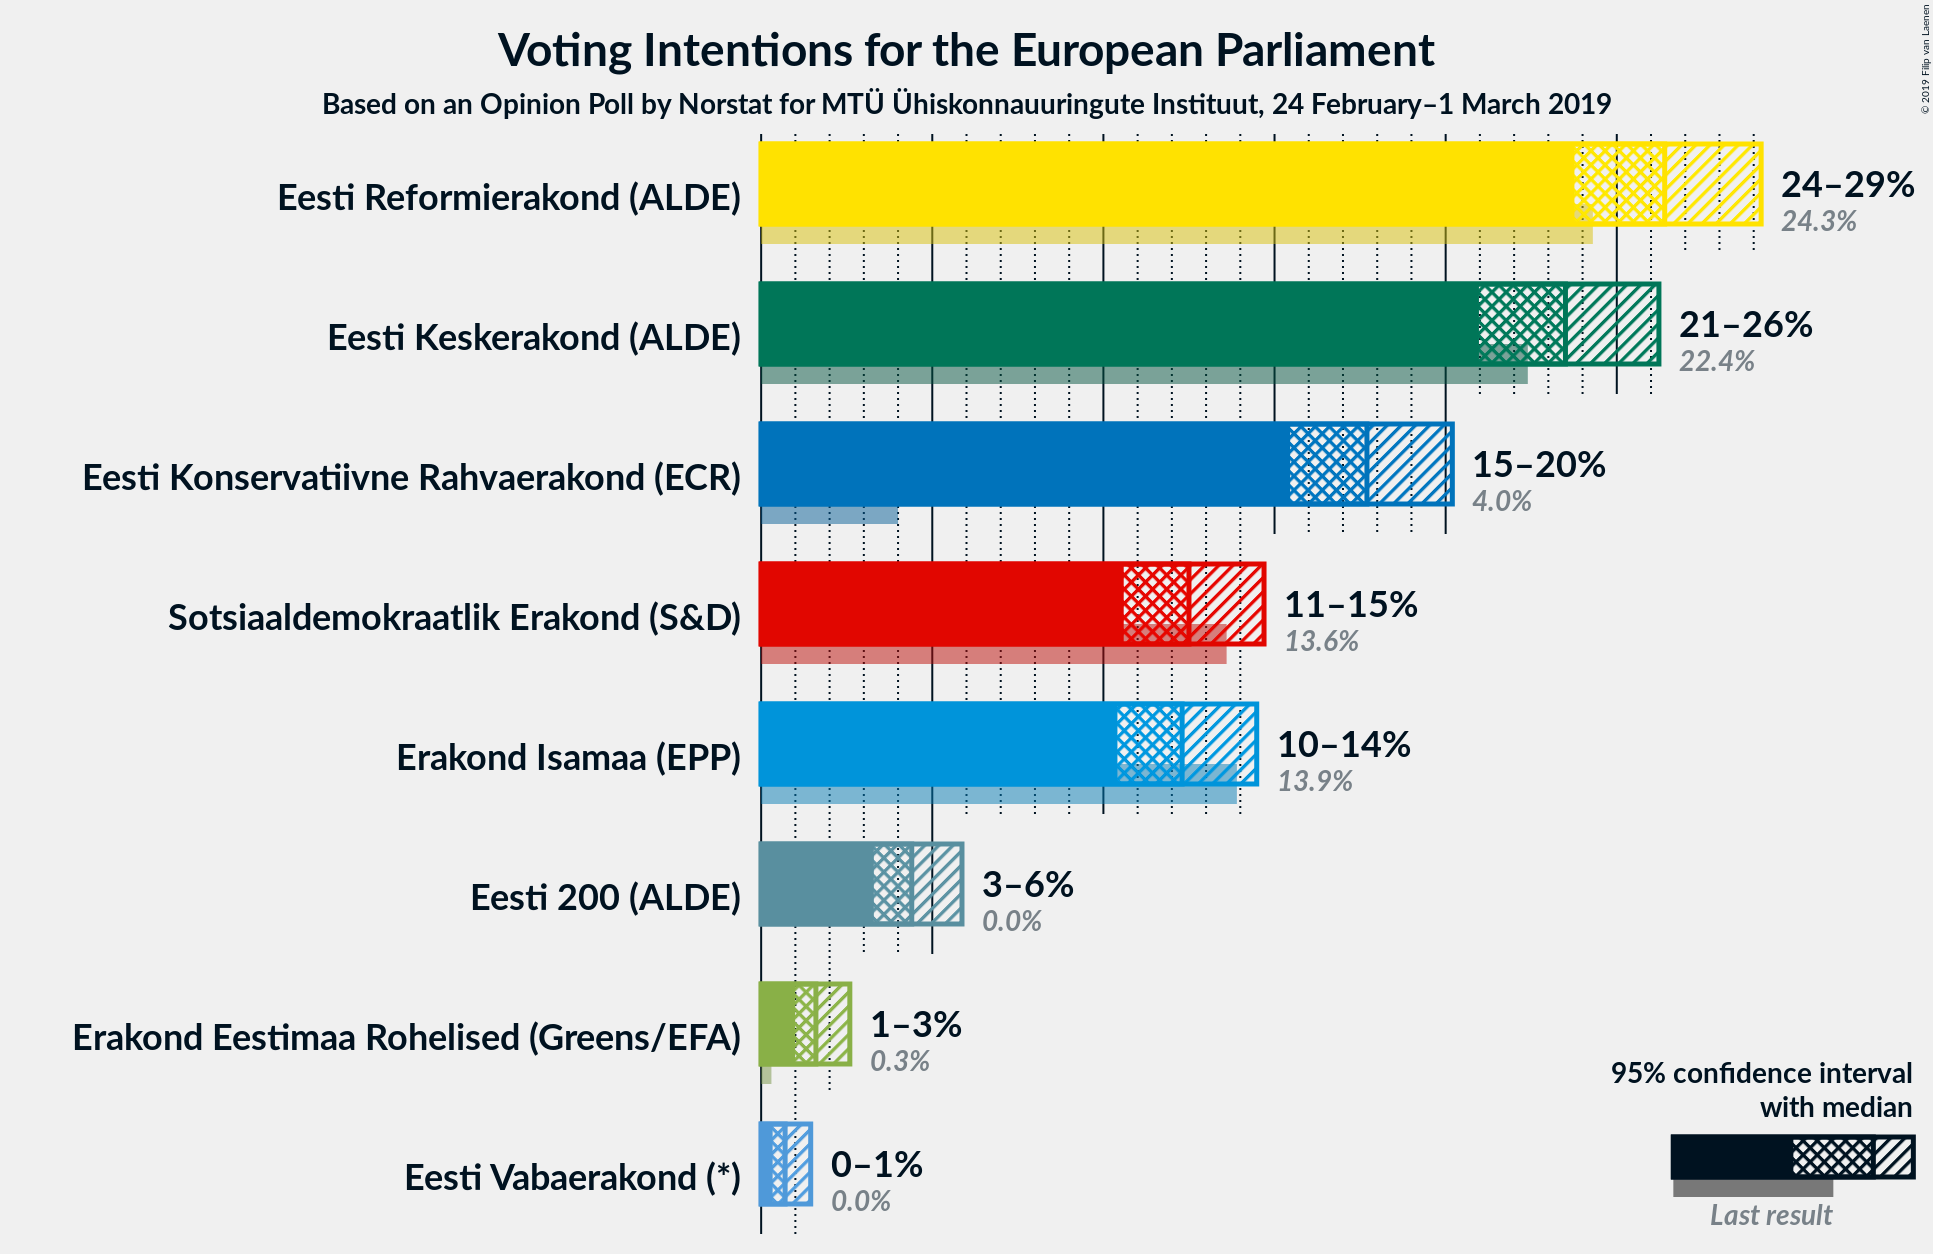 Voting Intentions for the European Parliament
Based on an Opinion Poll by Norstat for MTÜ Ühiskonnauuringute Instituut, 24 February–1 March 2019
© 2019 Filip van Laenen
Eesti Reformierakond (ALDE)
24–29%
24.3%
Eesti Keskerakond (ALDE)
21–26%
22.4%
Eesti Konservatiivne Rahvaerakond (ECR)
15–20%
4.0%
Sotsiaaldemokraatlik Erakond (S&D)
11–15%
13.6%
Erakond Isamaa (EPP)
10–14%
13.9%
Eesti 200 (ALDE)
3–6%
0.0%
Erakond Eestimaa Rohelised (Greens/EFA)
1–3%
0.3%
Eesti Vabaerakond (*)
0–1%
0.0%
95% confidence interval
with median
Last result